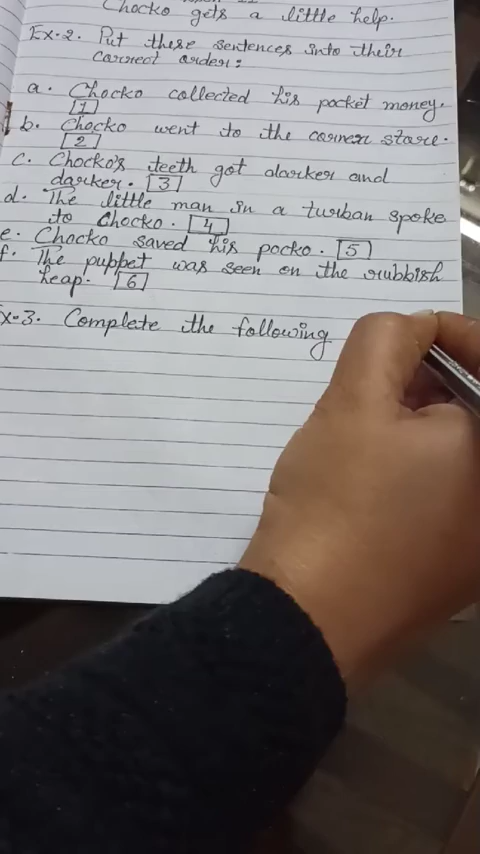 Chocko gets a little help.
Ex-2. Put these sentences into their
correct order:
a. Chocko collected his pocket money.
[1]
b. Chocko went to the corner store.
[2]
c. Chocko's teeth got darker and
darker. [3]
d. The little man in a turban spoke
to Chocko. [4]
e. Chocko saved his pocko. [5]
f. The puppet was seen on the rubbish
heap. [6]
Ex-3. Complete the following